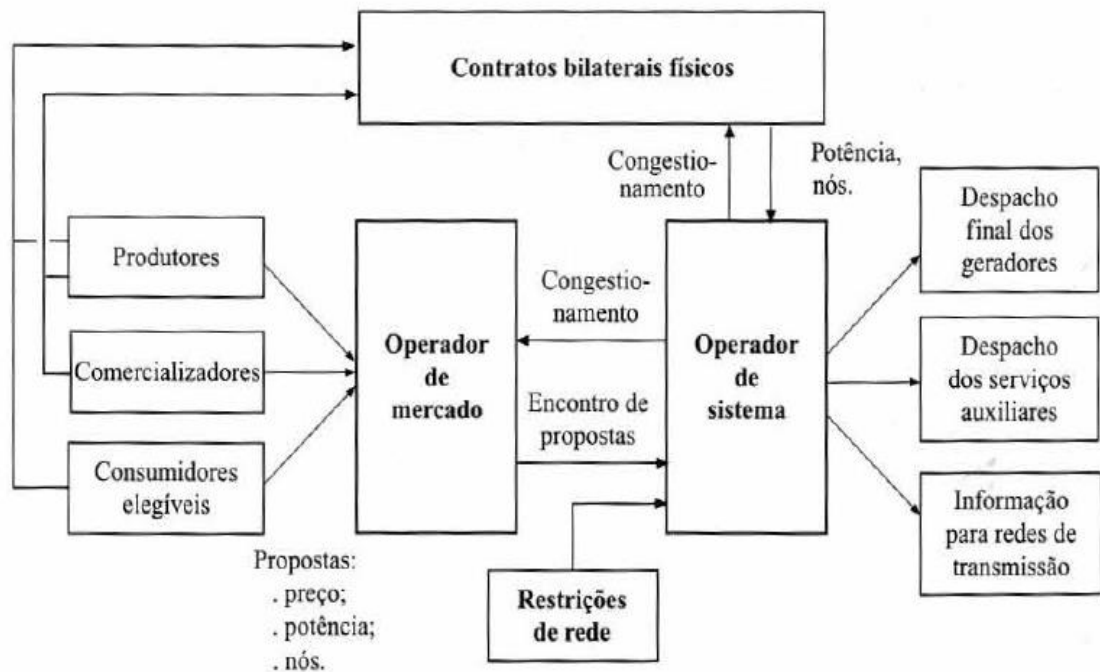 Contratos bilaterais físicos
Congestio-
namento
Potência,
nós.
Produtores
Comercializadores
Consumidores
elegíveis
Propostas:
. preço;
. potência;
. nós.
Operador
de
mercado
Congestio-
namento
Encontro de
propostas
Operador
de
sistema
Restrições
de rede
Despacho
final dos
geradores
Despacho
dos serviços
auxiliares
Informação
para redes de
transmissão